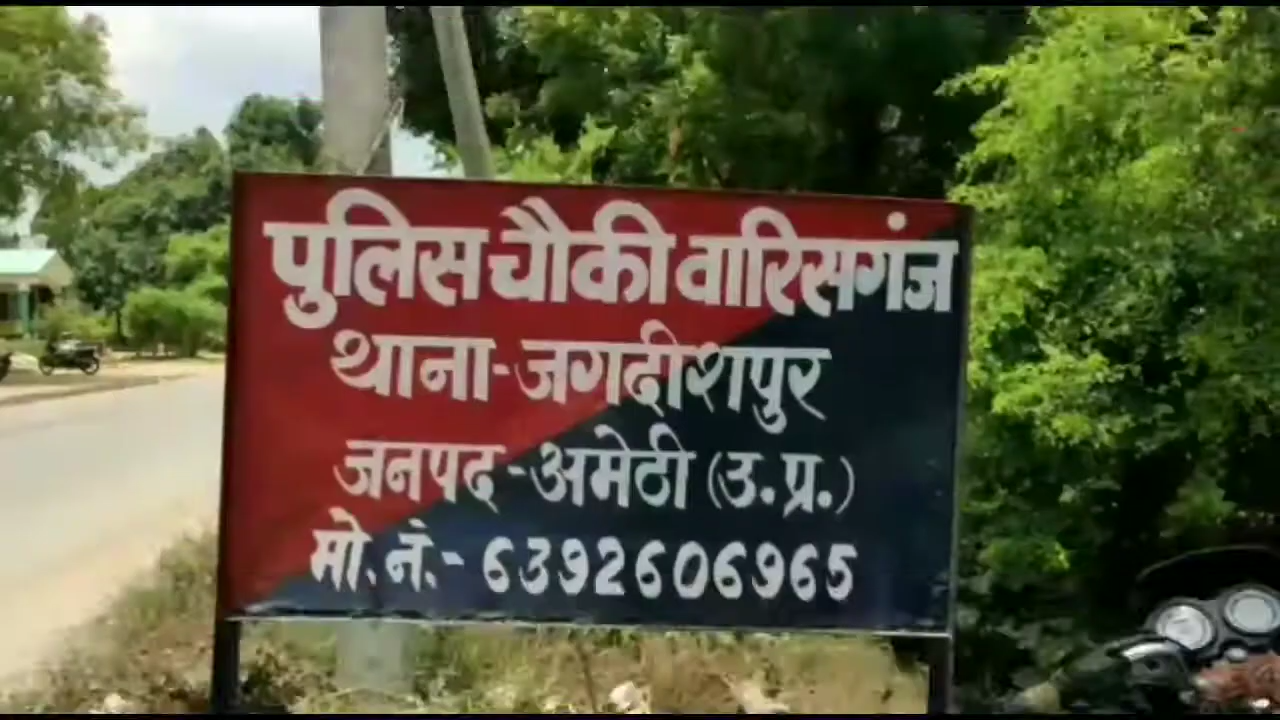 पुलिस चौकी वारिसगंज
थाना-जगदीशपुर
जनपद-अमेठी (उ.प्र.)
मो. नं.- 6392606965